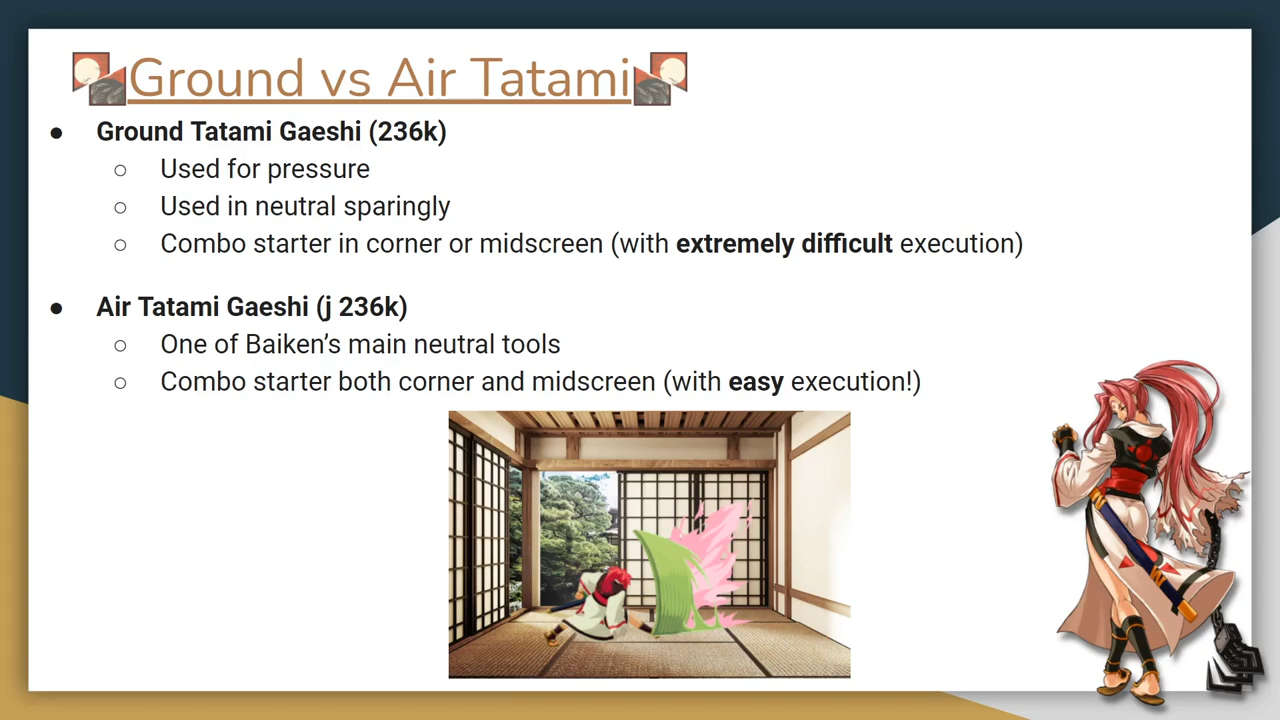 Ground vs Air Tatami
● Ground Tatami Gaeshi (236k)
○ Used for pressure
○ Used in neutral sparingly
○ Combo starter in corner or midscreen (with extremely difficult execution)
● Air Tatami Gaeshi (j 236k)
○ One of Baiken’s main neutral tools
○ Combo starter both corner and midscreen (with easy execution!)